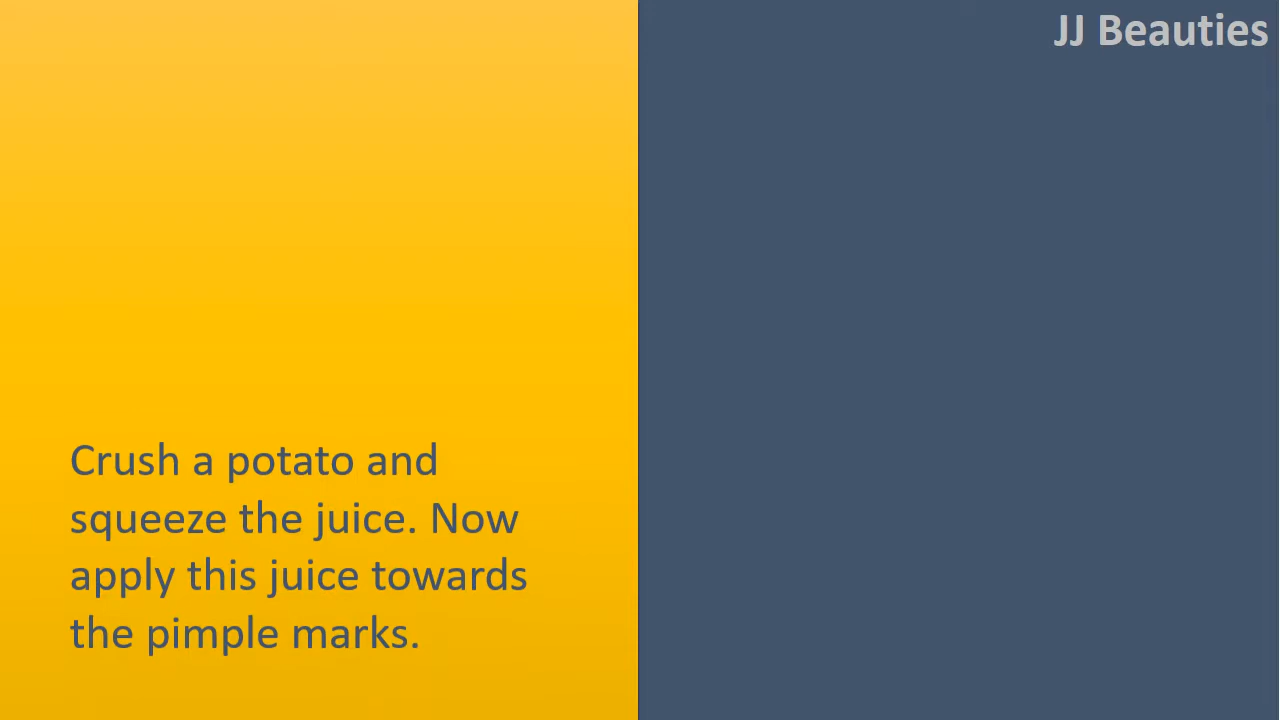 JJ Beauties
Crush a potato and
squeeze the juice. Now
apply this juice towards
the pimple marks.